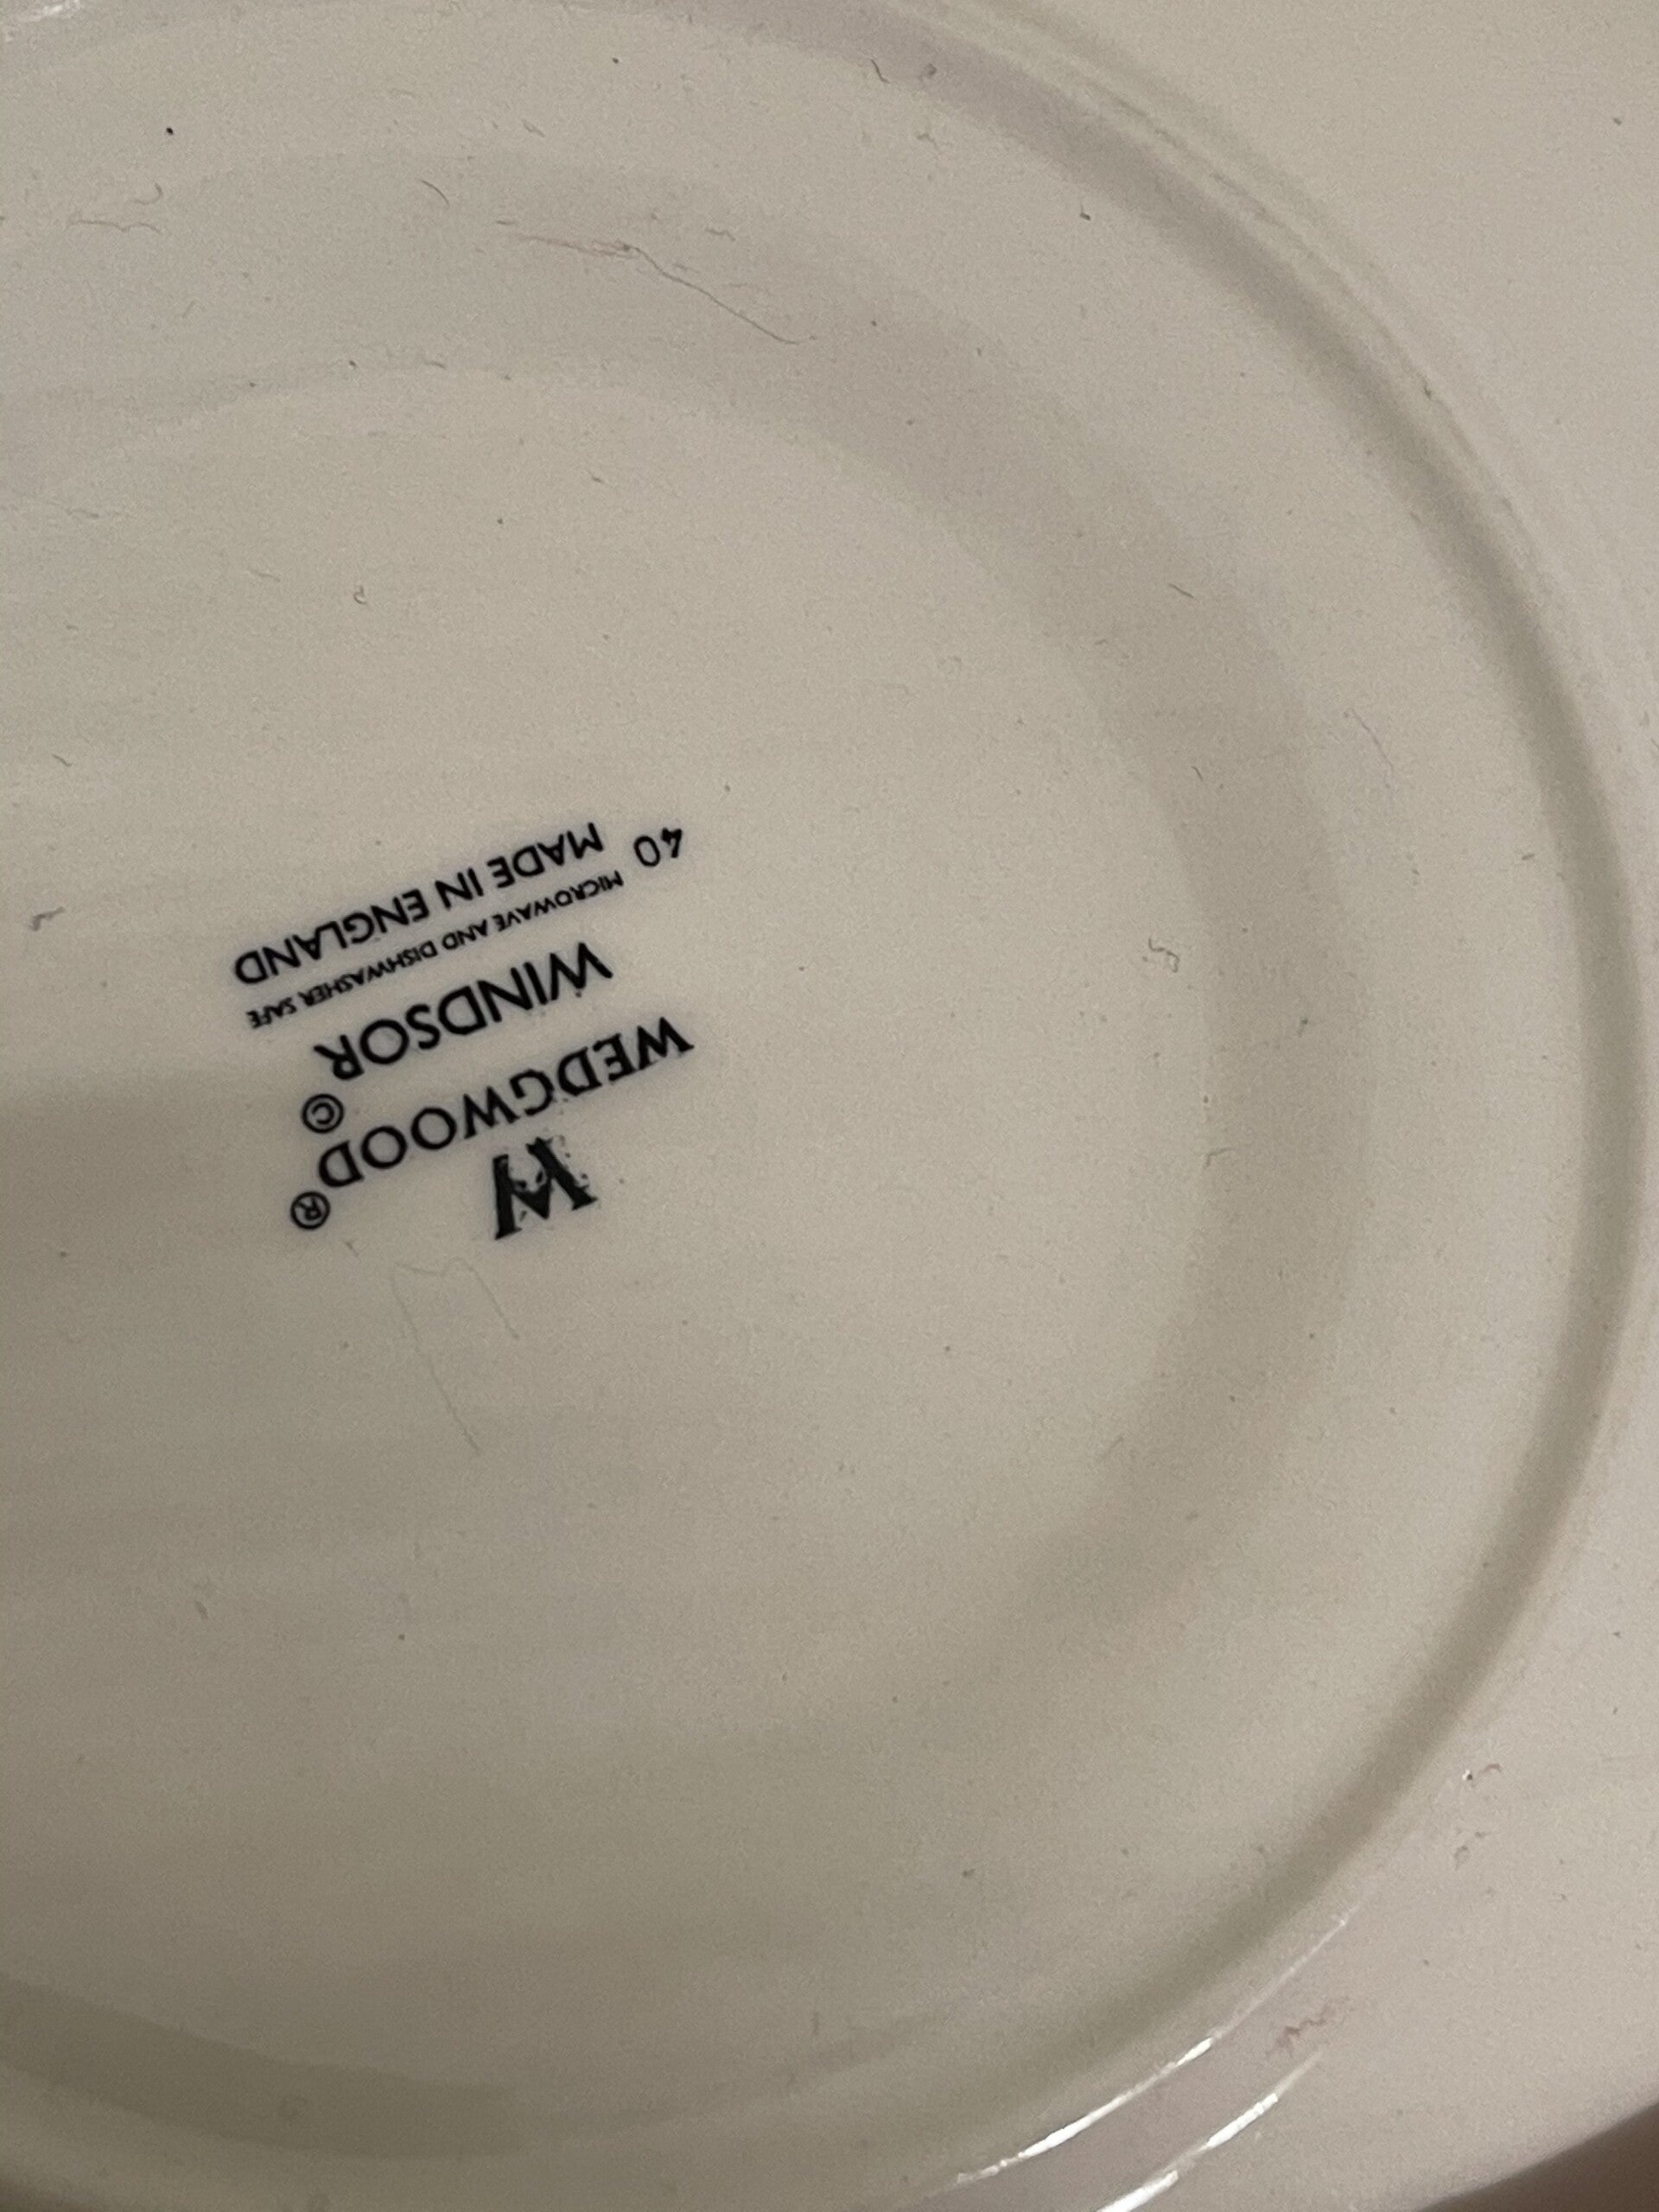 W
WEDGWOOD®
©
WINDSOR
MICROWAVE AND DISHWASHER SAFE
MADE IN ENGLAND
40